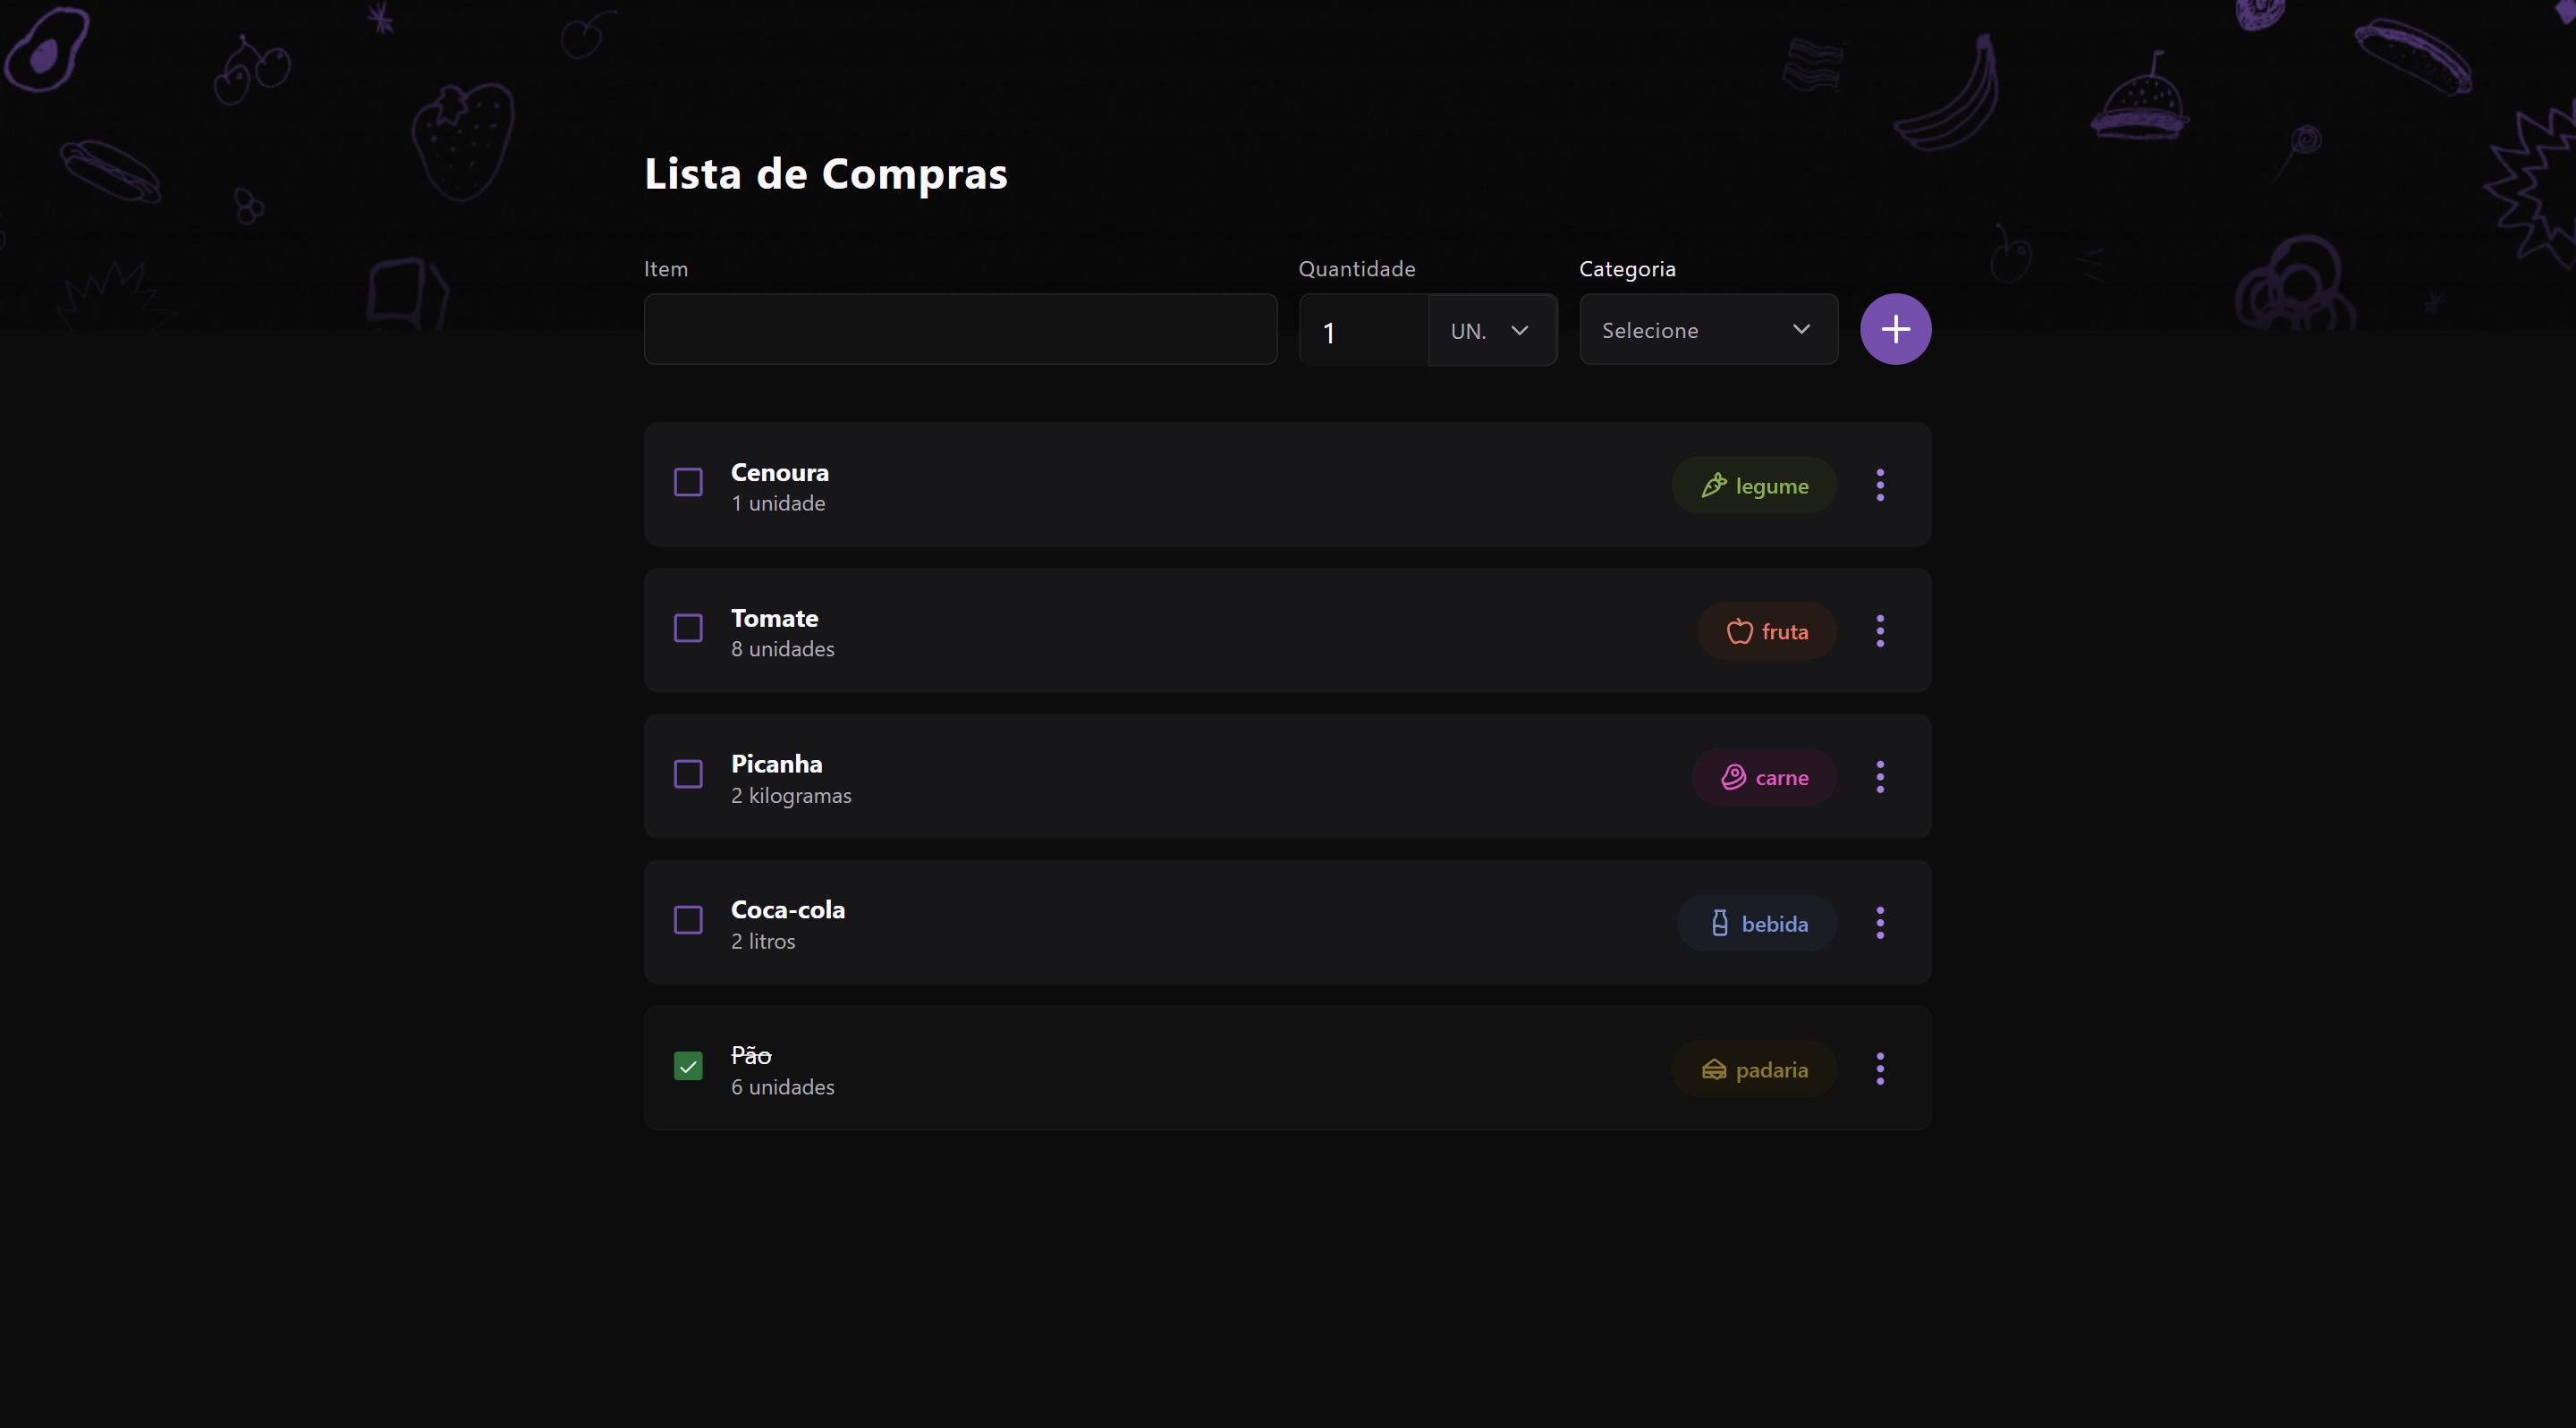 Lista de Compras
Item
Quantidade
Categoria
1
UN.
Selecione
Cenoura
1 unidade
legume
Tomate
8 unidades
fruta
Picanha
2 kilogramas
carne
Coca-cola
2 litros
bebida
Pão
6 unidades
padaria